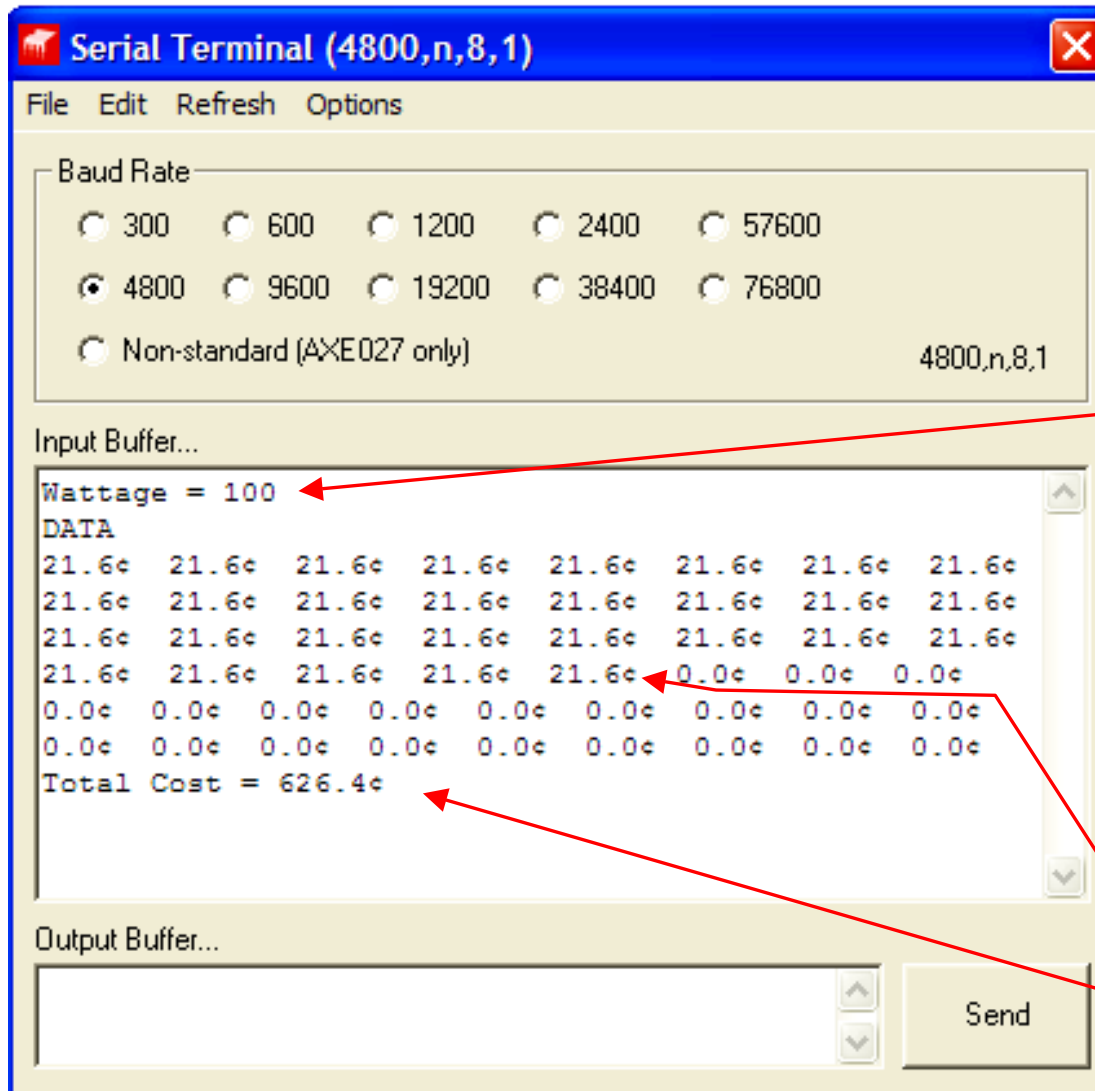 Serial Terminal (4800,n,8,1)
File Edit Refresh Options
Baud Rate
300 600 1200 2400 57600
4800 9600 19200 38400 76800
Non-standard (AXE027 only) 4800,n,8,1
Input Buffer...
Wattage = 100
DATA
21.6¢ 21.6¢ 21.6¢ 21.6¢ 21.6¢ 21.6¢ 21.6¢ 21.6¢
21.6¢ 21.6¢ 21.6¢ 21.6¢ 21.6¢ 21.6¢ 21.6¢ 21.6¢
21.6¢ 21.6¢ 21.6¢ 21.6¢ 21.6¢ 21.6¢ 21.6¢ 21.6¢
21.6¢ 21.6¢ 21.6¢ 21.6¢ 21.6¢ 0.0¢ 0.0¢ 0.0¢
0.0¢ 0.0¢ 0.0¢ 0.0¢ 0.0¢ 0.0¢ 0.0¢ 0.0¢ 0.0¢
0.0¢ 0.0¢ 0.0¢ 0.0¢ 0.0¢ 0.0¢ 0.0¢ 0.0¢ 0.0¢
Total Cost = 626.4¢
Output Buffer...
Send